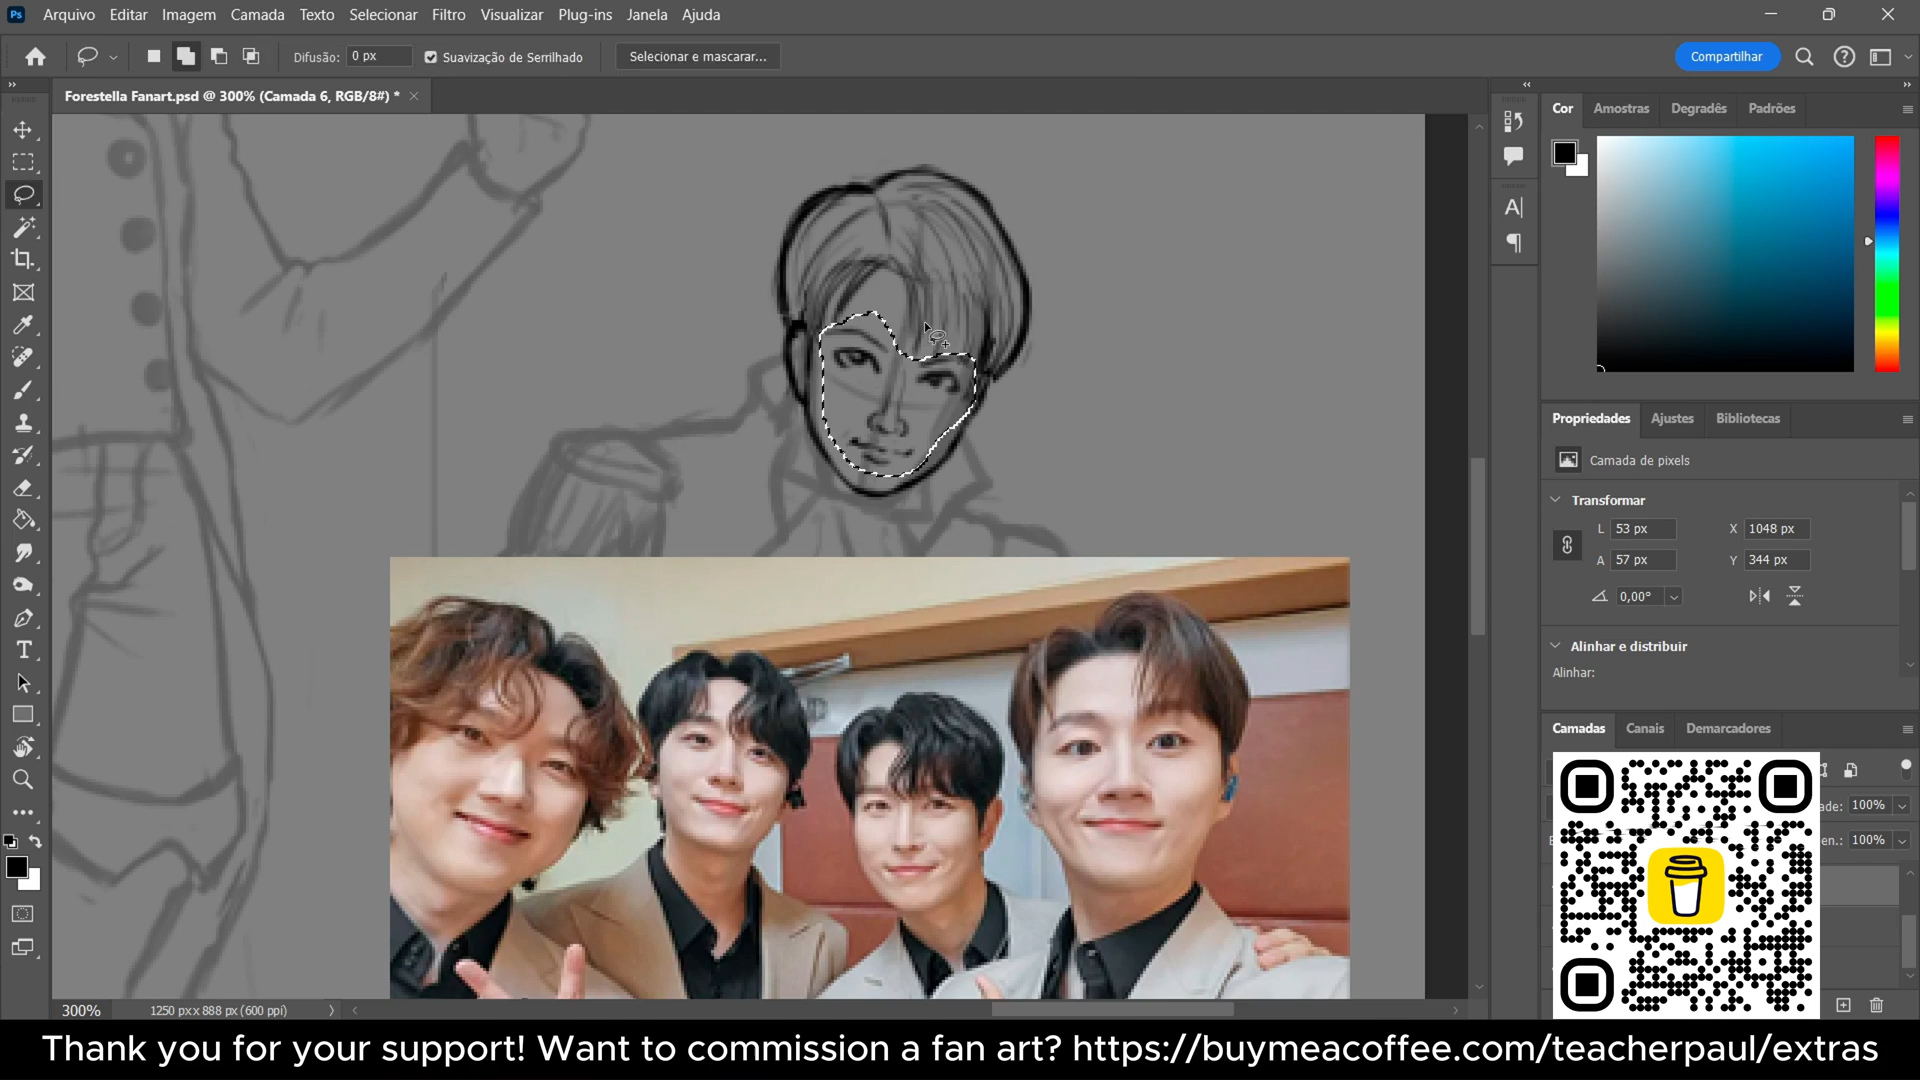 Ps Arquivo Editar Imagem Camada Texto Selecionar Filtro Visualizar Plug-ins Janela Ajuda
Difusão: 0 px Suavização de Serrilhado Selecionar e mascarar... Compartilhar
Forestella Fanart.psd @ 300% (Camada 6, RGB/8#) *
Cor Amostras Degradês Padrões
Propriedades Ajustes Bibliotecas
Camada de pixels
Transformar
L 53 px X 1048 px
A 57 px Y 344 px
0,00°
Alinhar e distribuir
Alinhar:
Camadas Canais Demarcadores
ade: 100%
en.: 100%
300% 1250 px x 888 px (600 ppi)
Thank you for your support! Want to commission a fan art? https://buymeacoffee.com/teacherpaul/extras